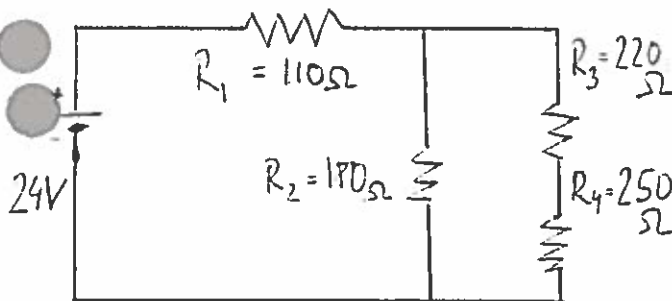 R₁ = 110Ω
R₃ = 220
Ω
+
-
24V
R₂ = 180Ω
R₄ = 250
Ω